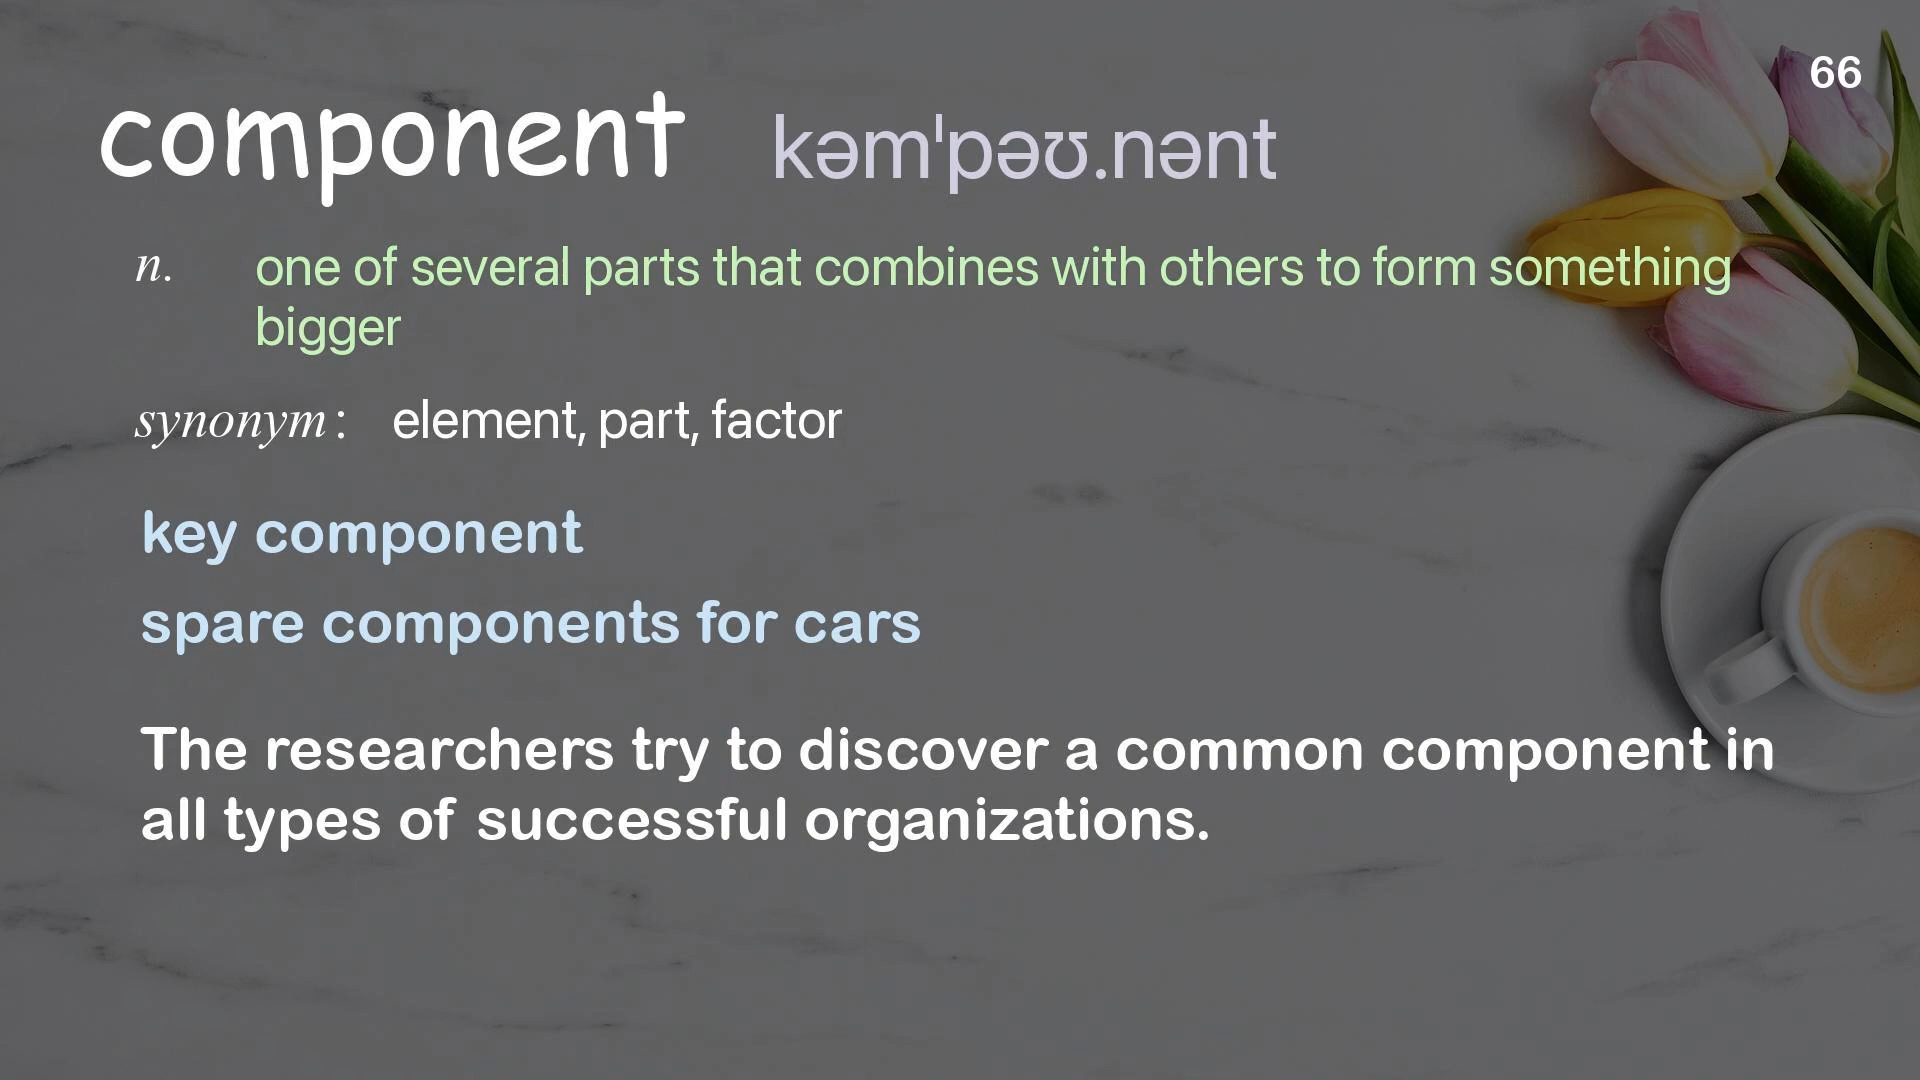 66
component kəmˈpəʊ.nənt
n. one of several parts that combines with others to form something
bigger
synonym: element, part, factor
key component
spare components for cars
The researchers try to discover a common component in
all types of successful organizations.